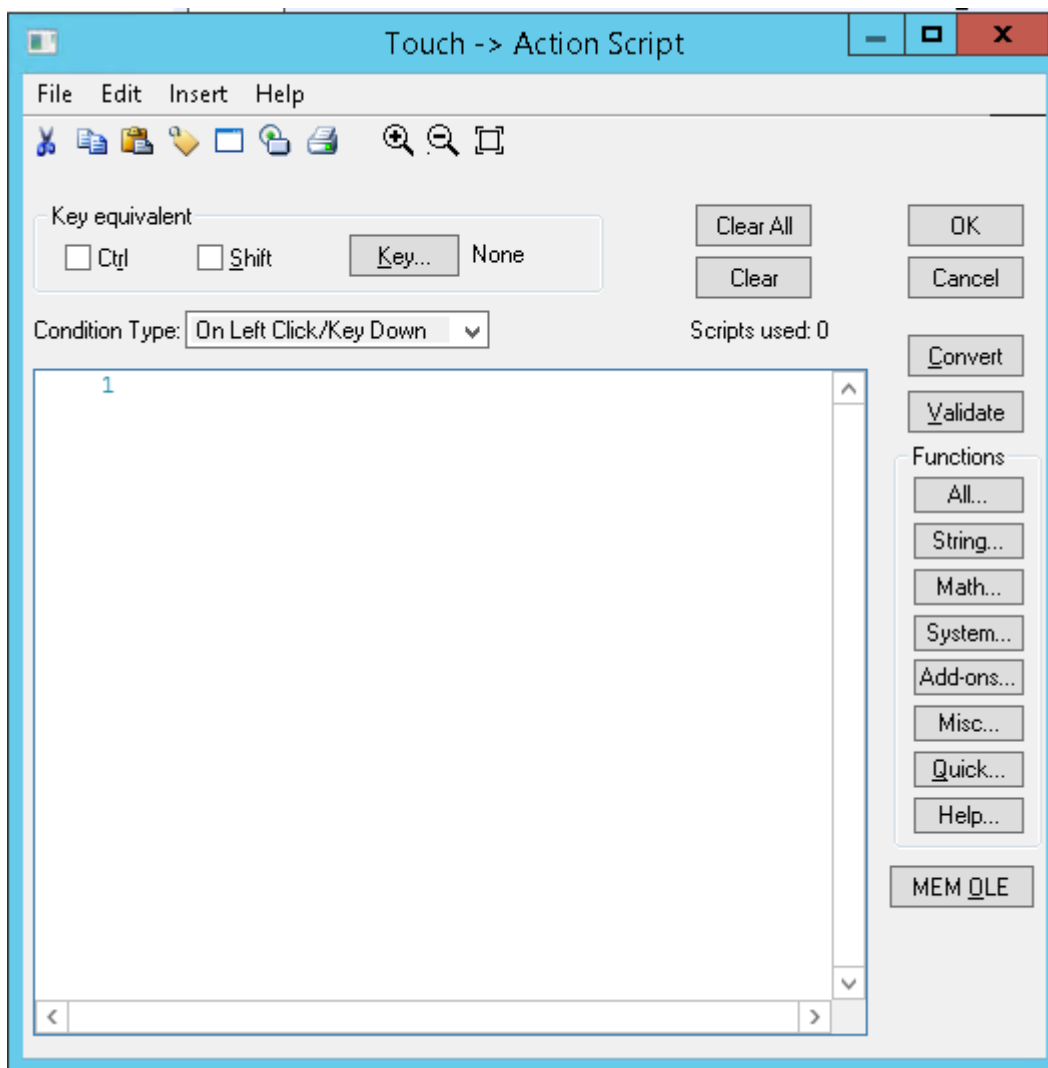 Touch -> Action Script
File Edit Insert Help
Key equivalent
Ctrl Shift Key... None
Clear All OK
Clear Cancel
Condition Type: On Left Click/Key Down Scripts used: 0
Convert
1
Validate
Functions
All...
String...
Math...
System...
Add-ons...
Misc...
Quick...
Help...
MEM OLE